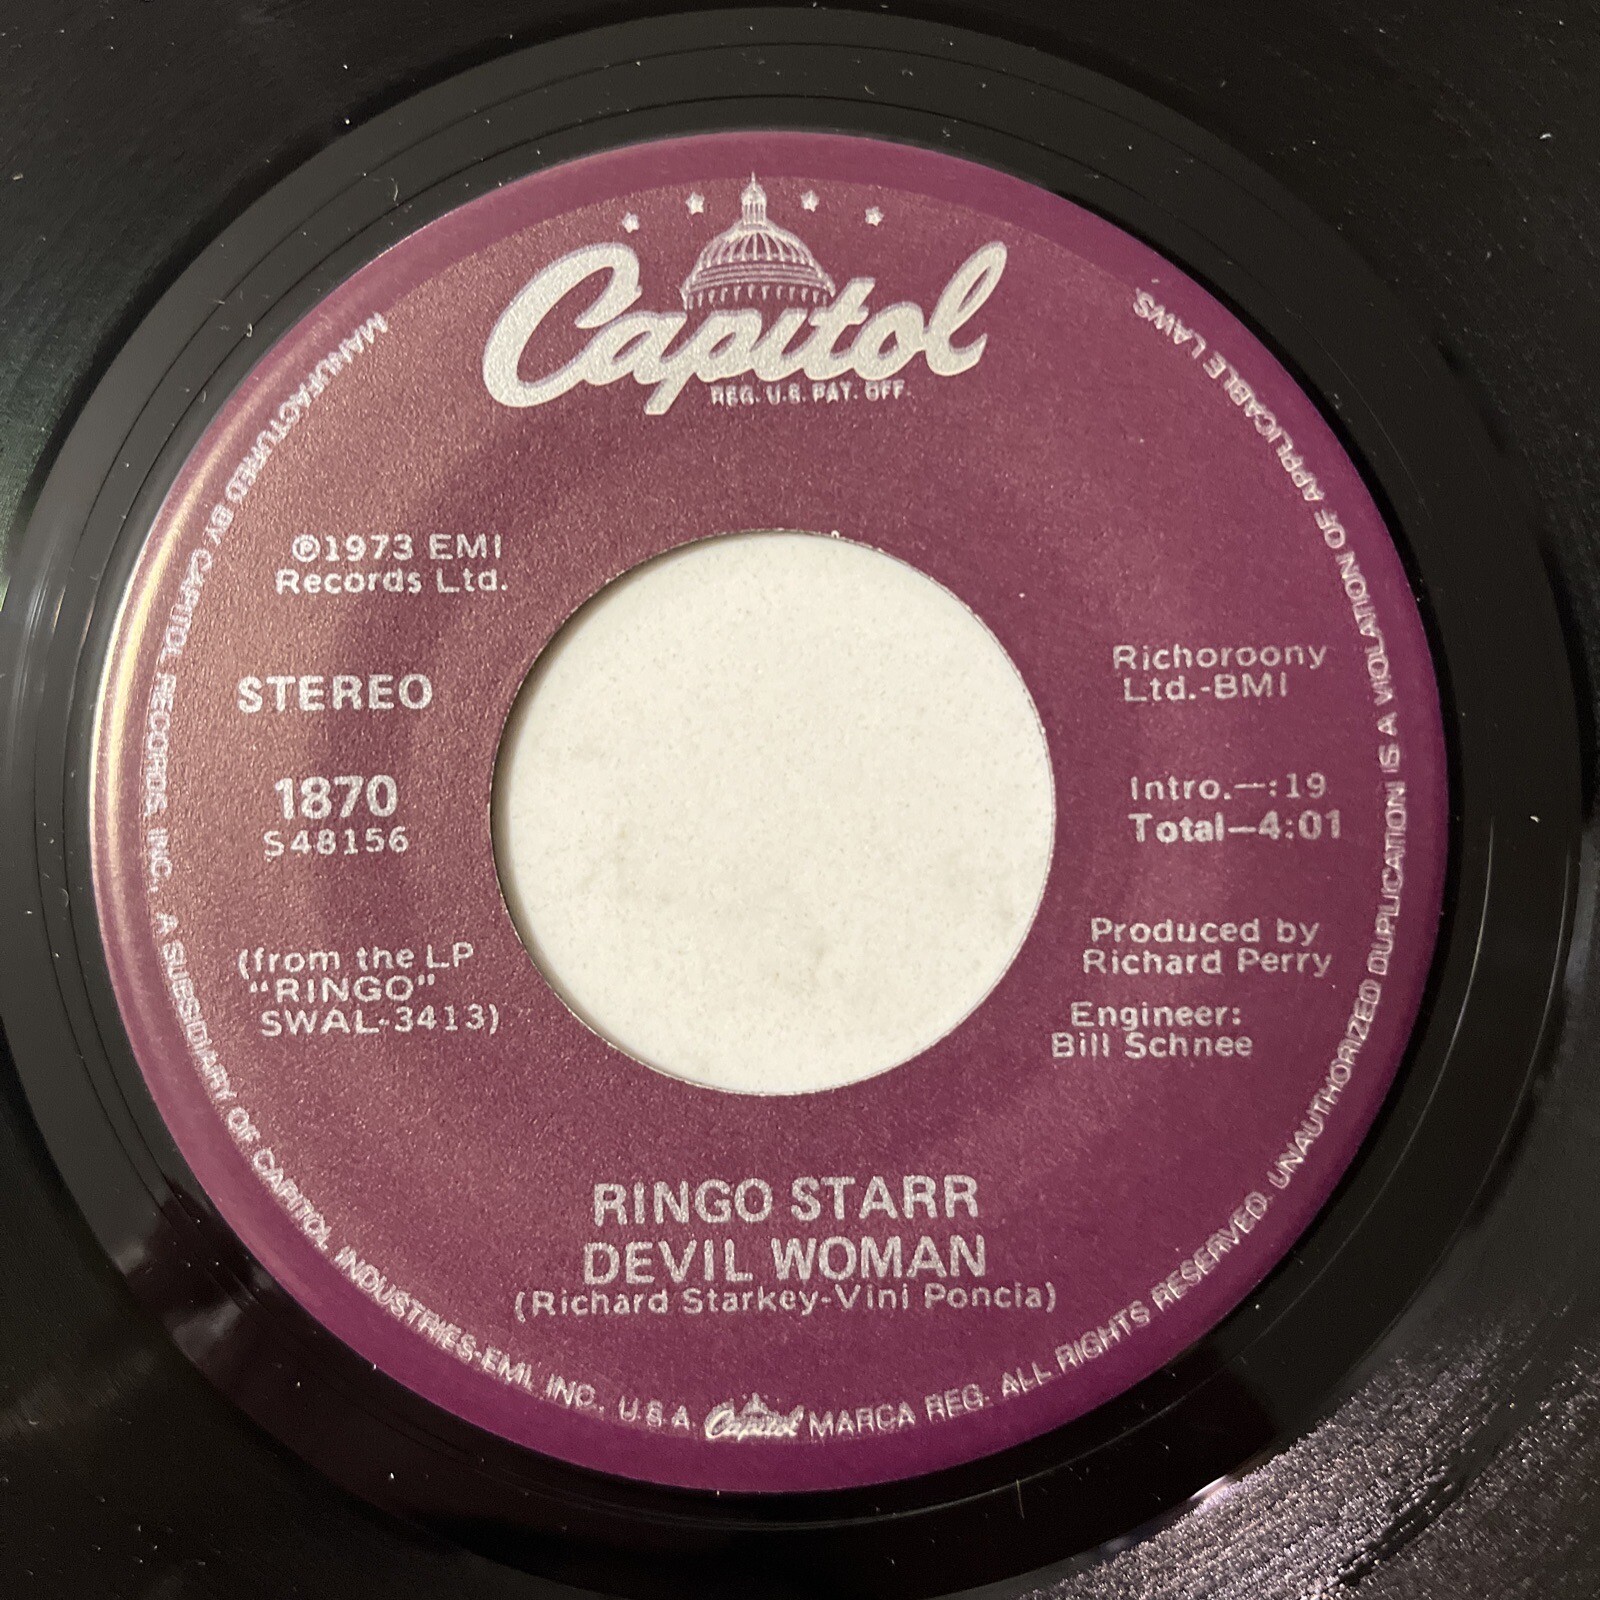 Capitol
REG. U.S. PAT. OFF.
℗1973 EMI
Records Ltd.
STEREO
1870
S48156
(from the LP
"RINGO"
SWAL-3413)
Richoroony
Ltd.-BMI
Intro.—:19
Total—4:01
Produced by
Richard Perry
Engineer:
Bill Schnee
RINGO STARR
DEVIL WOMAN
(Richard Starkey-Vini Poncia)
MANUFACTURED BY CAPITOL RECORDS, INC., A SUBSIDIARY OF CAPITOL INDUSTRIES-EMI, INC., U.S.A. Capitol MARCA REG. ALL RIGHTS RESERVED. UNAUTHORIZED DUPLICATION IS A VIOLATION OF APPLICABLE LAWS.